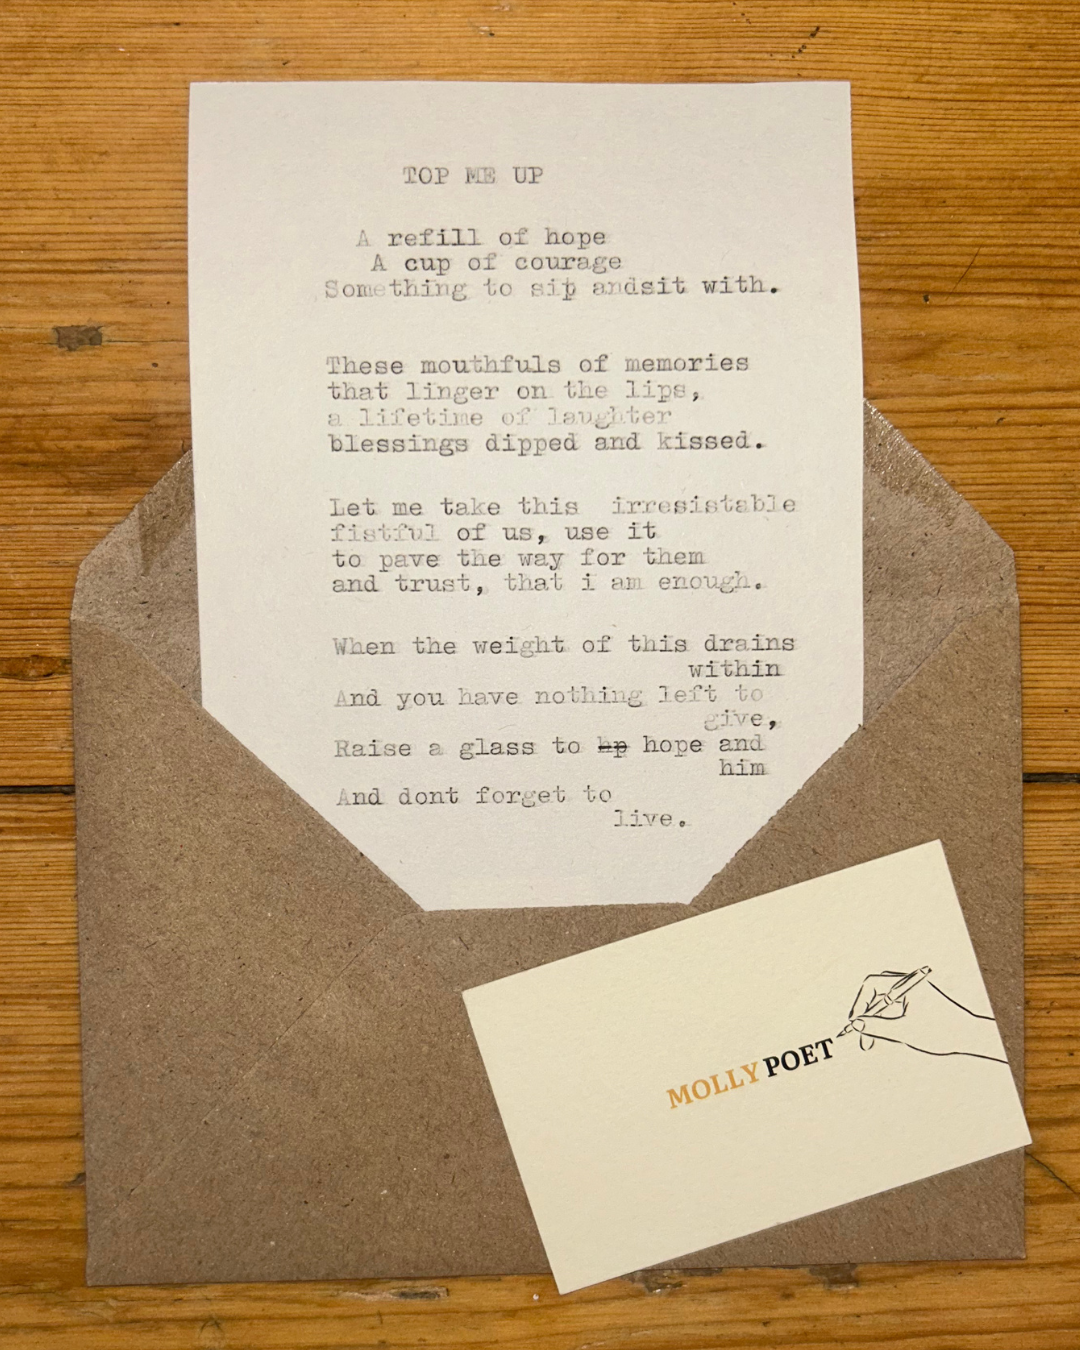 TOP ME UP
A refill of hope
A cup of courage
Something to sip andsit with.
These mouthfuls of memories
that linger on the lips,
a lifetime of laughter
blessings dipped and kissed.
Let me take this irresistable
fistful of us, use it
to pave the way for them
and trust, that i am enough.
When the weight of this drains
within
And you have nothing left to
give,
Raise a glass to hp hope and
him
And dont forget to
live.
MOLLY POET